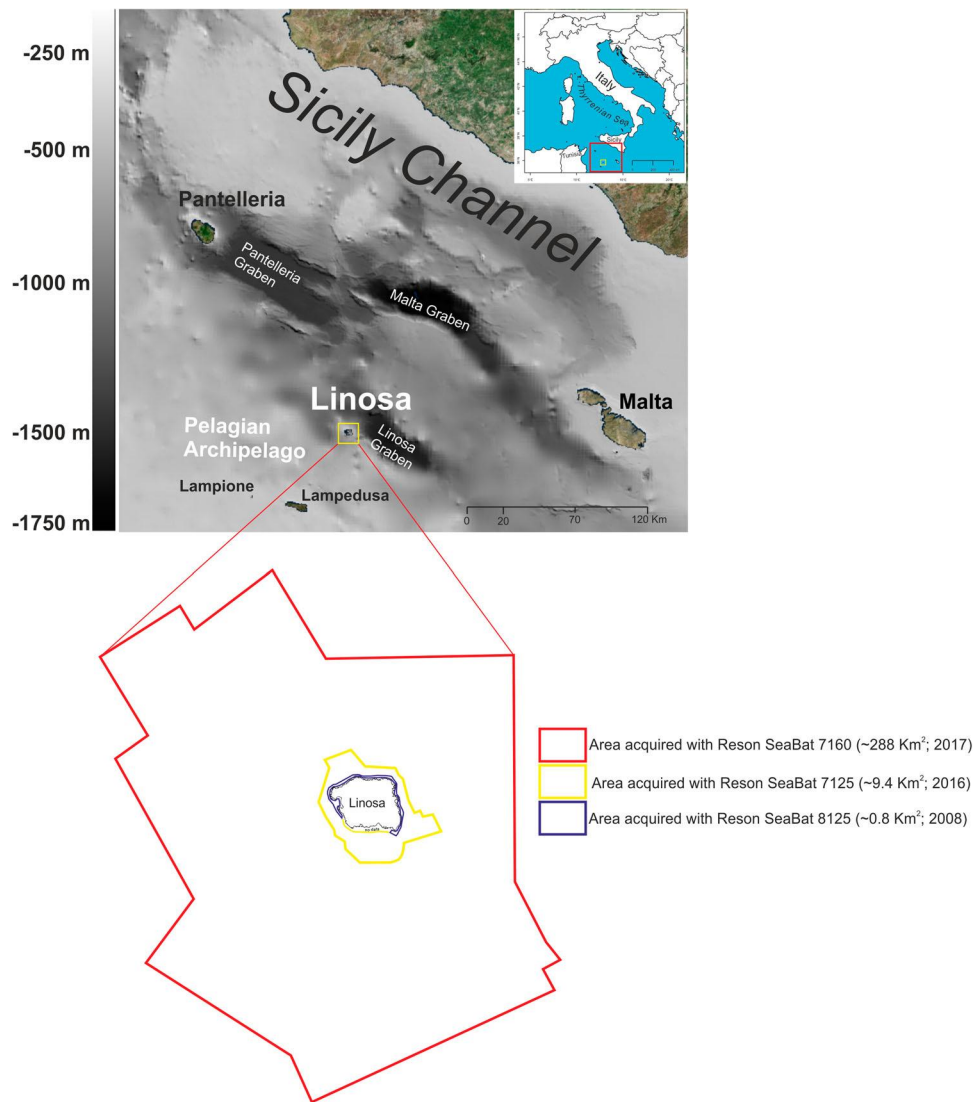 -250 m
-500 m
-1000 m
-1500 m
-1750 m
Sicily Channel
Italy
Thyrrenian Sea
Sicily
Tunisia
Pantelleria
Pantelleria
Graben
Malta Graben
Linosa
Linosa
Graben
Malta
Pelagian
Archipelago
Lampione
Lampedusa
0 20 70 120 Km
Linosa
no data
Area acquired with Reson SeaBat 7160 (~288 Km²; 2017)
Area acquired with Reson SeaBat 7125 (~9.4 Km²; 2016)
Area acquired with Reson SeaBat 8125 (~0.8 Km²; 2008)